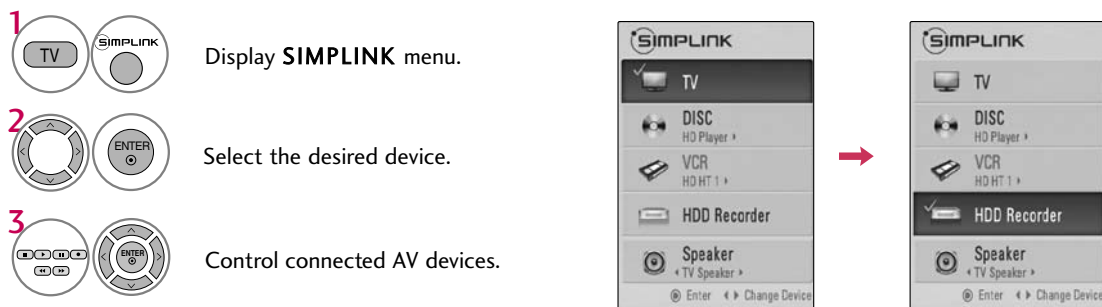 1
TV
SIMPLINK
Display SIMPLINK menu.
2
ENTER
Select the desired device.
3
ENTER
Control connected AV devices.
SIMPLINK
TV
DISC
HD Player
VCR
HD HT 1
HDD Recorder
Speaker
TV Speaker
Enter Change Device
SIMPLINK
TV
DISC
HD Player
VCR
HD HT 1
HDD Recorder
Speaker
TV Speaker
Enter Change Device